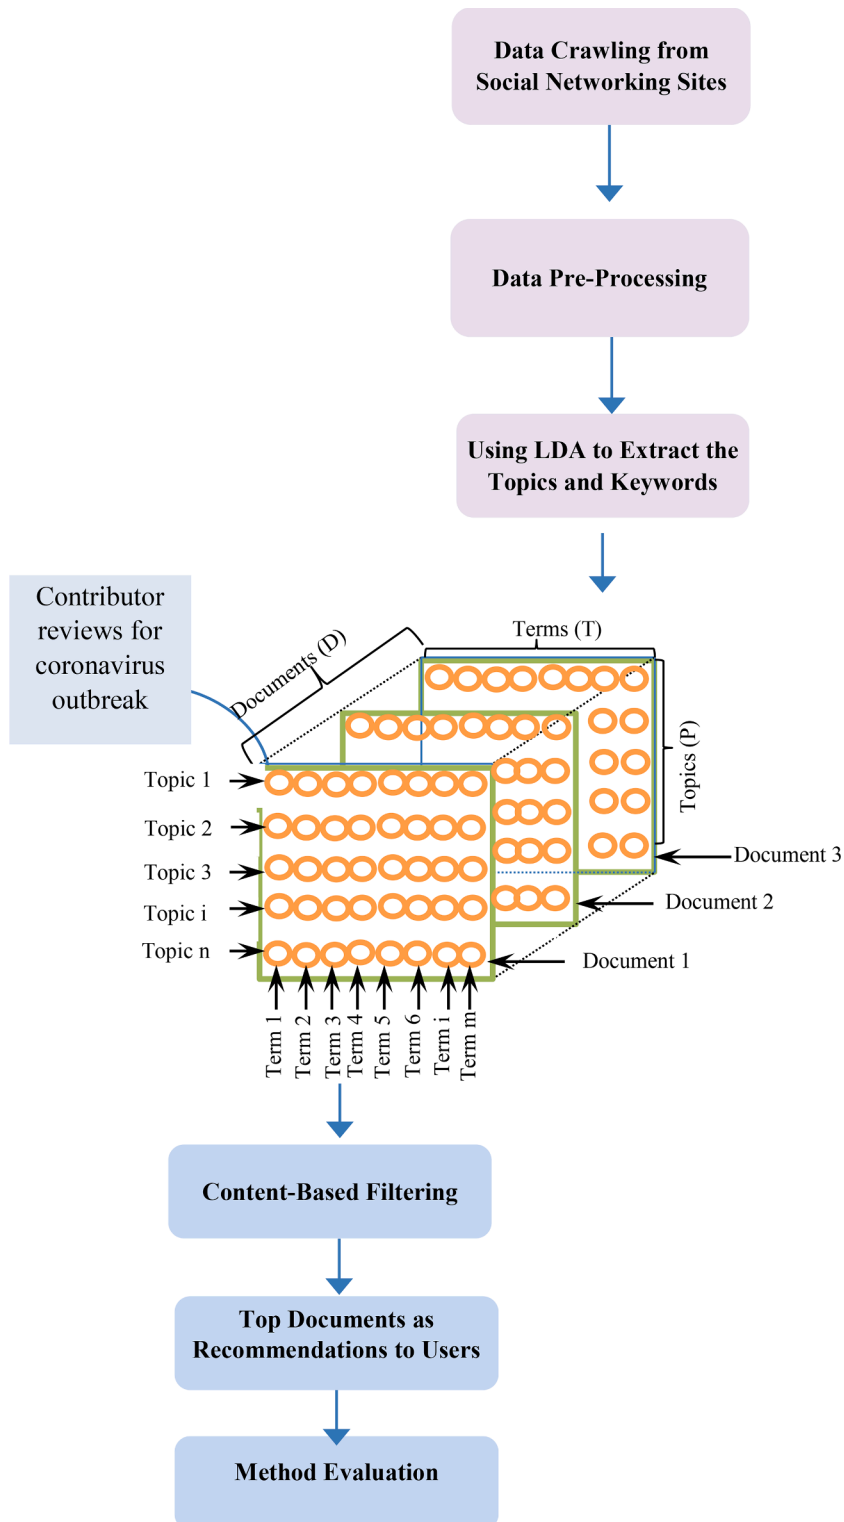 Data Crawling from
Social Networking Sites
Data Pre-Processing
Using LDA to Extract the
Topics and Keywords
Contributor
reviews for
coronavirus
outbreak
Documents (D)
Terms (T)
Topics (P)
Topic 1
Topic 2
Topic 3
Topic i
Topic n
Document 3
Document 2
Document 1
Term 1
Term 2
Term 3
Term 4
Term 5
Term 6
Term i
Term m
Content-Based Filtering
Top Documents as
Recommendations to Users
Method Evaluation